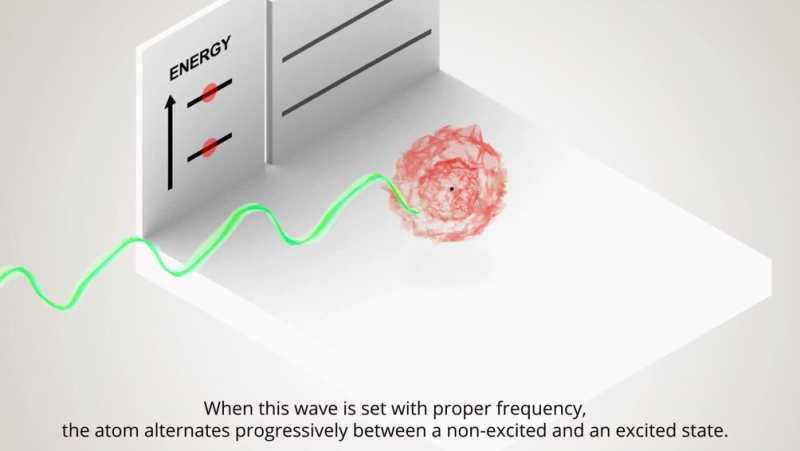 ENERGY
When this wave is set with proper frequency,
the atom alternates progressively between a non-excited and an excited state.